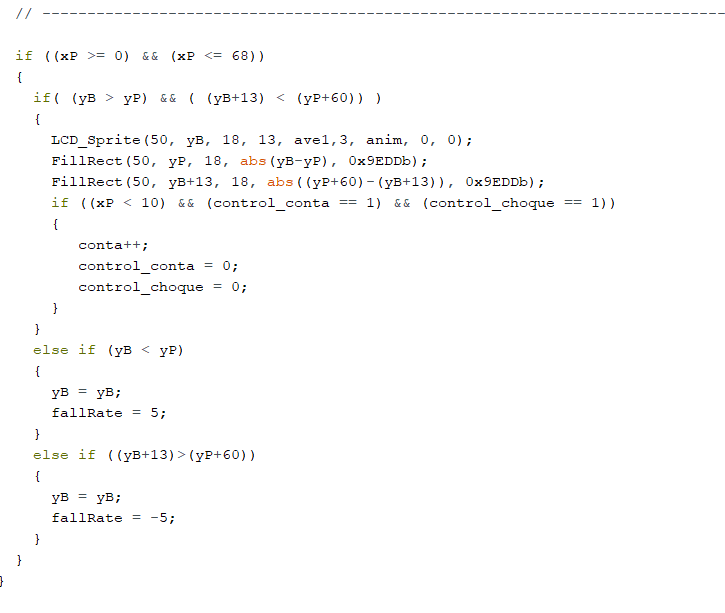 // ----------------------------------------------------------------------------
if ((xP >= 0) && (xP <= 68))
{
  if( (yB > yP) && ( (yB+13) < (yP+60)) )
  {
    LCD_Sprite(50, yB, 18, 13, ave1,3, anim, 0, 0);
    FillRect(50, yP, 18, abs(yB-yP), 0x9EDDb);
    FillRect(50, yB+13, 18, abs((yP+60)-(yB+13)), 0x9EDDb);
    if ((xP < 10) && (control_conta == 1) && (control_choque == 1))
    {
       conta++;
       control_conta = 0;
       control_choque = 0;
    }
  }
  else if (yB < yP)
  {
    yB = yB;
    fallRate = 5;
  }
  else if ((yB+13)>(yP+60))
  {
    yB = yB;
    fallRate = -5;
  }
}
}